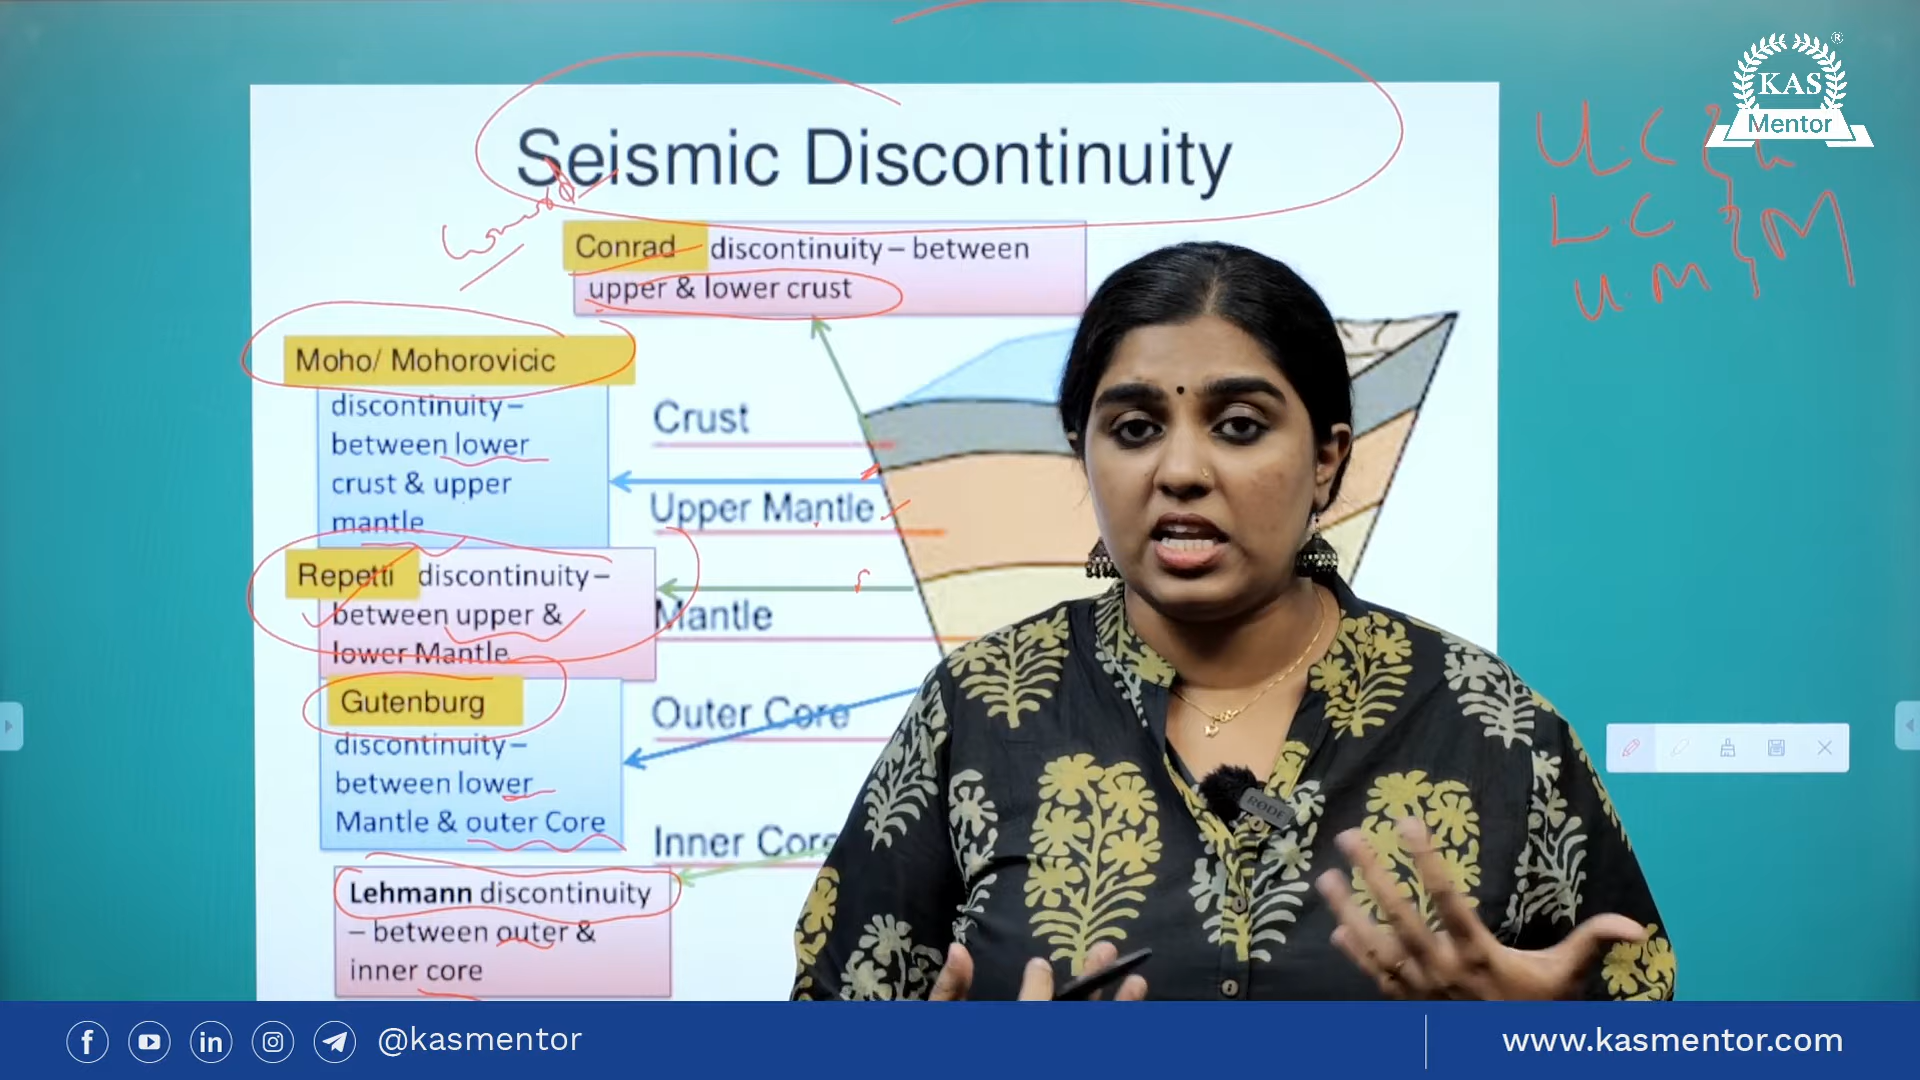 KAS
®
Mentor
Seismic Discontinuity
U.C
L.C
M
U.M
Conrad discontinuity – between
upper & lower crust
Moho/ Mohorovicic
discontinuity –
between lower
crust & upper
mantle
Repetti discontinuity –
between upper &
lower Mantle
Gutenburg
discontinuity –
between lower
Mantle & outer Core
Lehmann discontinuity
– between outer &
inner core
Crust
Upper Mantle
Mantle
Outer Core
Inner Core
RODE
@kasmentor
www.kasmentor.com